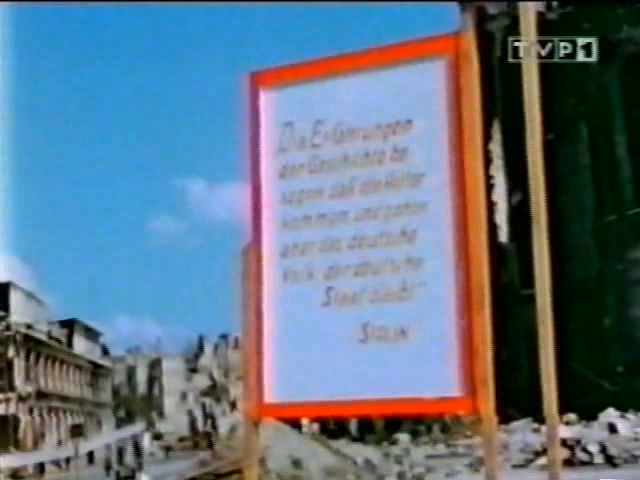 TVP1
„Die Erfahrungen
der Geschichte be-
sagen daß die Hitler
kommen und gehen
aber das deutsche
Volk, der deutsche
Staat bleibt"
STALIN